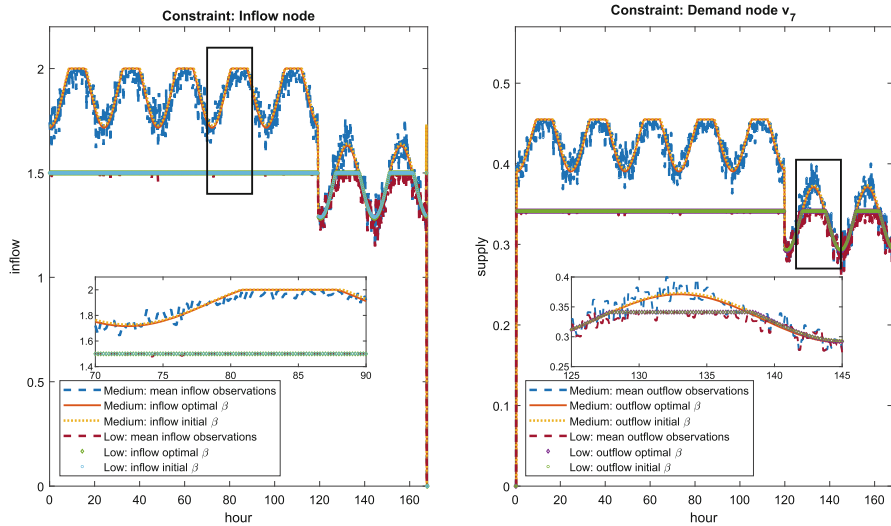 Constraint: Inflow node
2
1.5
1
0.5
0
inflow
0 20 40 60 80 100 120 140 160
hour
2
1.8
1.6
1.4
70 75 80 85 90
Medium: mean inflow observations
Medium: inflow optimal β
Medium: inflow initial β
Low: mean inflow observations
Low: inflow optimal β
Low: inflow initial β
Constraint: Demand node v7
0.5
0.4
0.3
0.2
0.1
0
supply
0 20 40 60 80 100 120 140 160
hour
0.4
0.35
0.3
0.25
125 130 135 140 145
Medium: mean outflow observations
Medium: outflow optimal β
Medium: outflow initial β
Low: mean outflow observations
Low: outflow optimal β
Low: outflow initial β